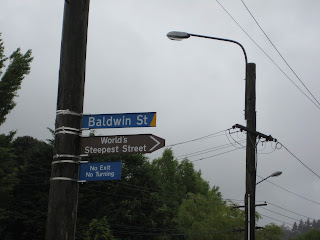 Baldwin St
World's
Steepest Street
No Exit
No Turning